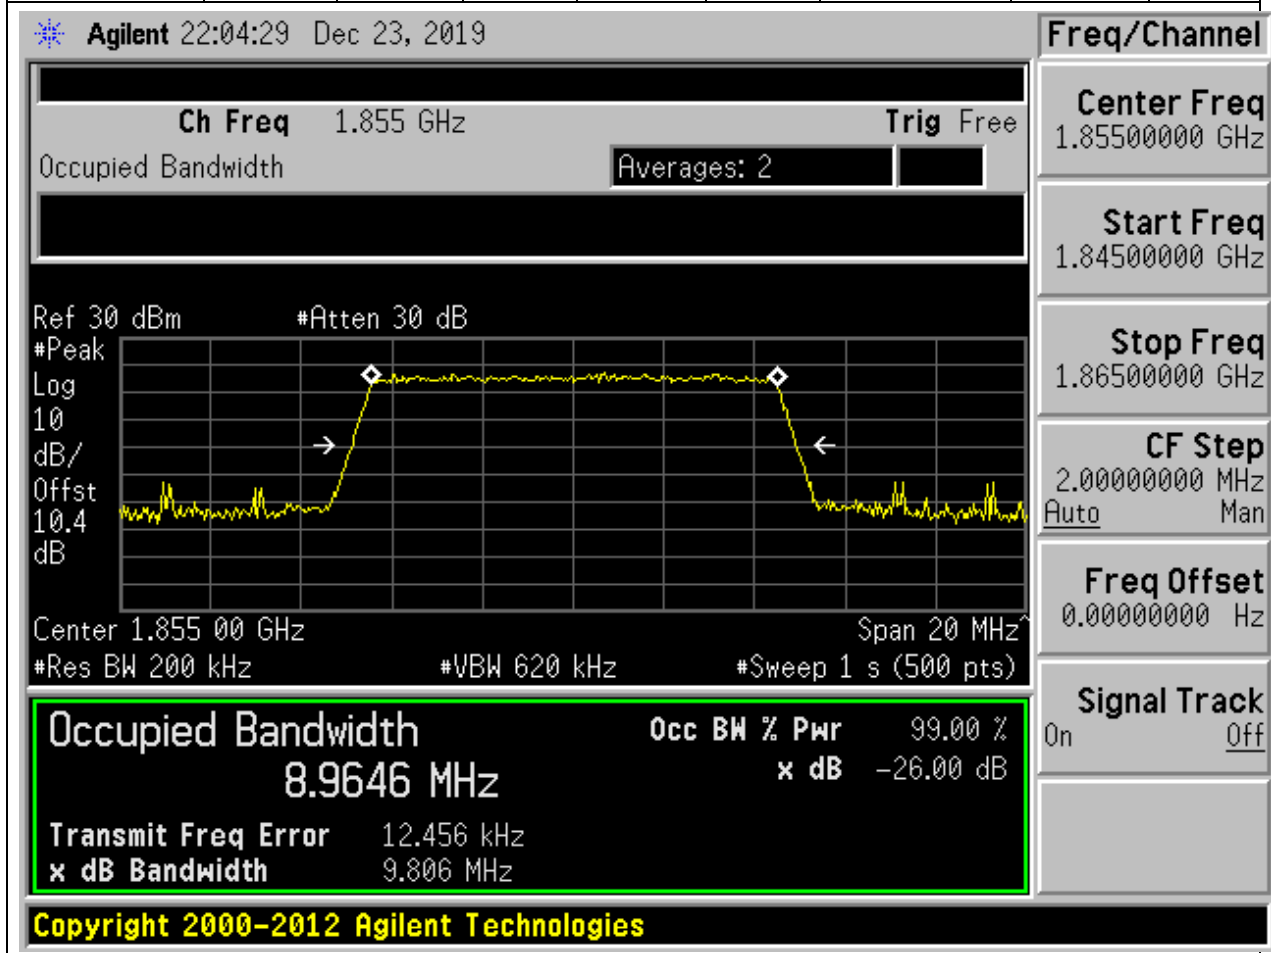 Agilent 22:04:29 Dec 23, 2019
Ch Freq 1.855 GHz Trig Free
Occupied Bandwidth Averages: 2
Ref 30 dBm #Atten 30 dB
#Peak
Log
10
dB/
Offst
10.4
dB
Center 1.855 00 GHz Span 20 MHz^
#Res BW 200 kHz #VBW 620 kHz #Sweep 1 s (500 pts)
Occupied Bandwidth Occ BW % Pwr 99.00 %
8.9646 MHz x dB -26.00 dB
Transmit Freq Error 12.456 kHz
x dB Bandwidth 9.806 MHz
Copyright 2000-2012 Agilent Technologies
Freq/Channel
Center Freq
1.85500000 GHz
Start Freq
1.84500000 GHz
Stop Freq
1.86500000 GHz
CF Step
2.00000000 MHz
Auto Man
Freq Offset
0.00000000 Hz
Signal Track
On Off